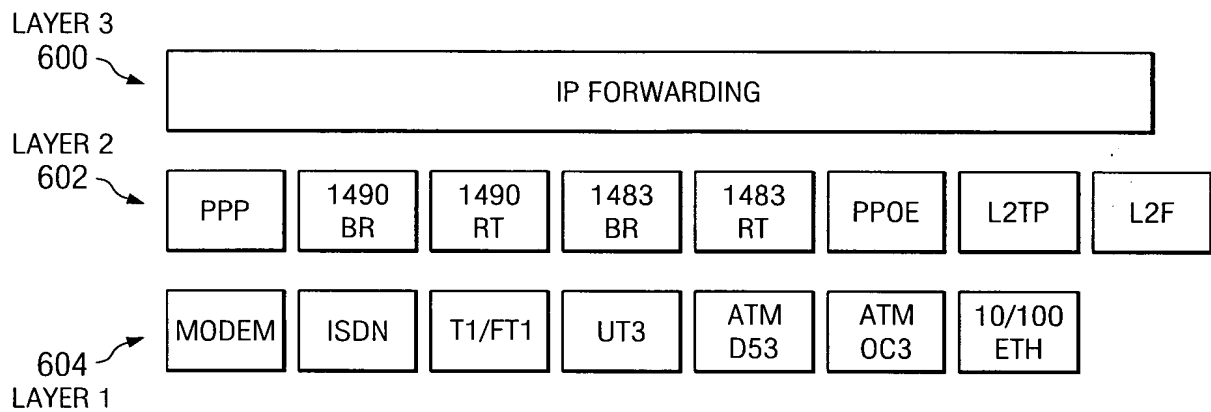 LAYER 3
600
IP FORWARDING
LAYER 2
602
PPP
1490
BR
1490
RT
1483
BR
1483
RT
PPOE
L2TP
L2F
MODEM
ISDN
T1/FT1
UT3
ATM
D53
ATM
OC3
10/100
ETH
604
LAYER 1